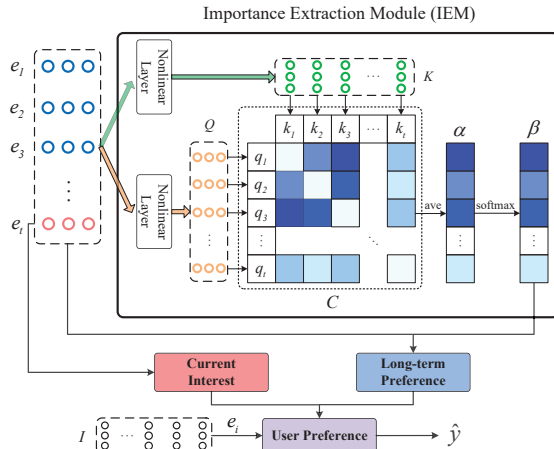 Importance Extraction Module (IEM)
e1
e2
e3
⋮
et
Nonlinear Layer
Nonlinear Layer
K
Q
k1 k2 k3 ⋯ kt
q1
q2
q3
⋮
qt
⋱
C
α
ave
β
softmax
Current
Interest
Long-term
Preference
I
ei
User Preference
ŷ